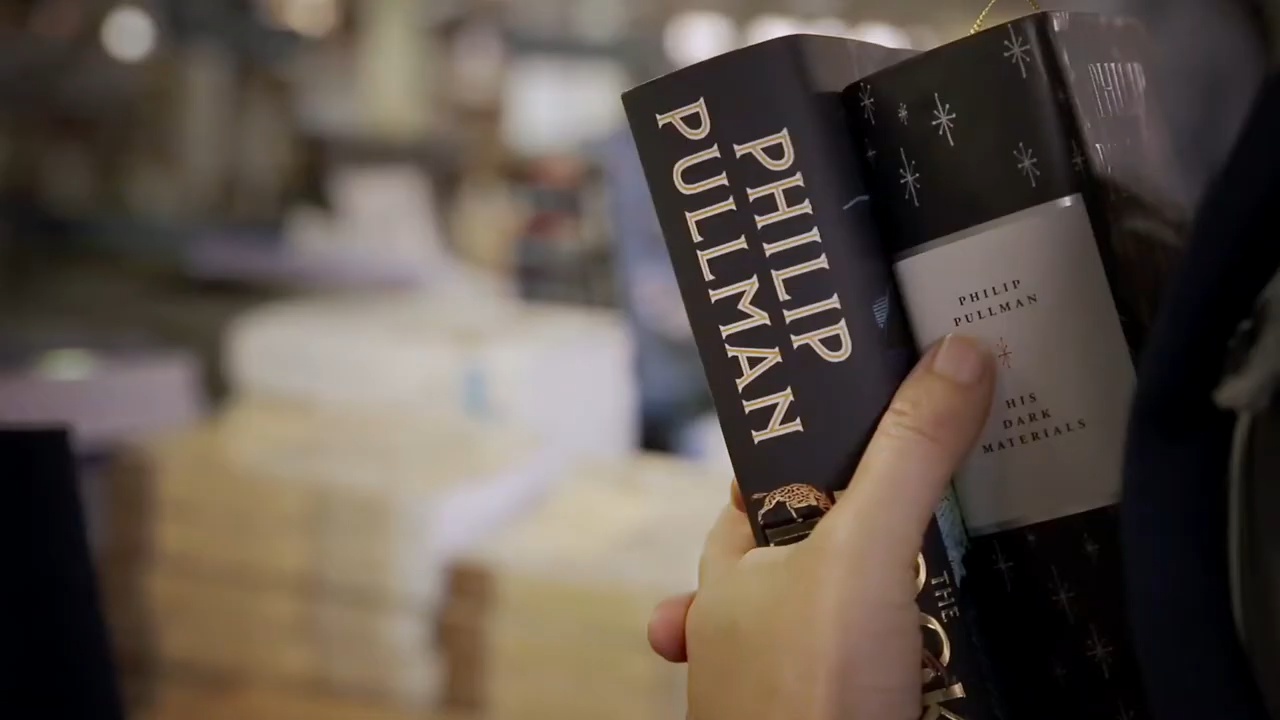 PHILIP
PULLMAN
THE
PHILIP
PULLMAN
HIS
DARK
MATERIALS